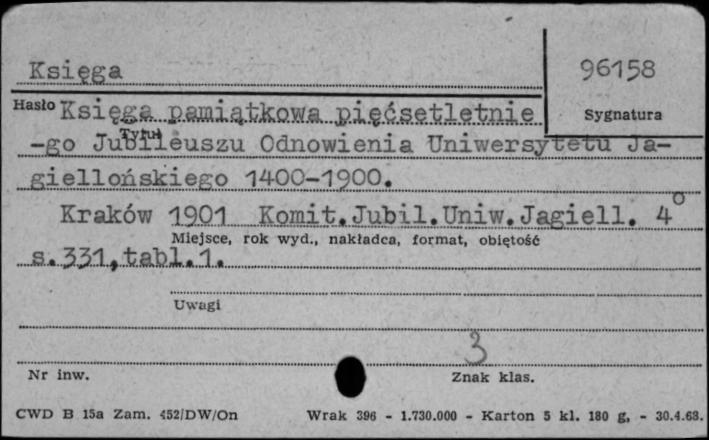 Księga
96158
Hasło
Sygnatura
Księga pamiątkowa pięćsetletnie
Tytuł
-go Jubileuszu Odnowienia Uniwersytetu Ja-
giellońskiego 1400-1900.
Kraków 1901 Komit.Jubil.Uniw.Jagiell. 4°
Miejsce, rok wyd., nakładca, format, objętość
s.331,tabl.1.
Uwagi
3
Nr inw.
Znak klas.
CWD B 15a Zam. 452/DW/On Wrak 396 - 1.730.000 - Karton 5 kl. 180 g, - 30.4.63.